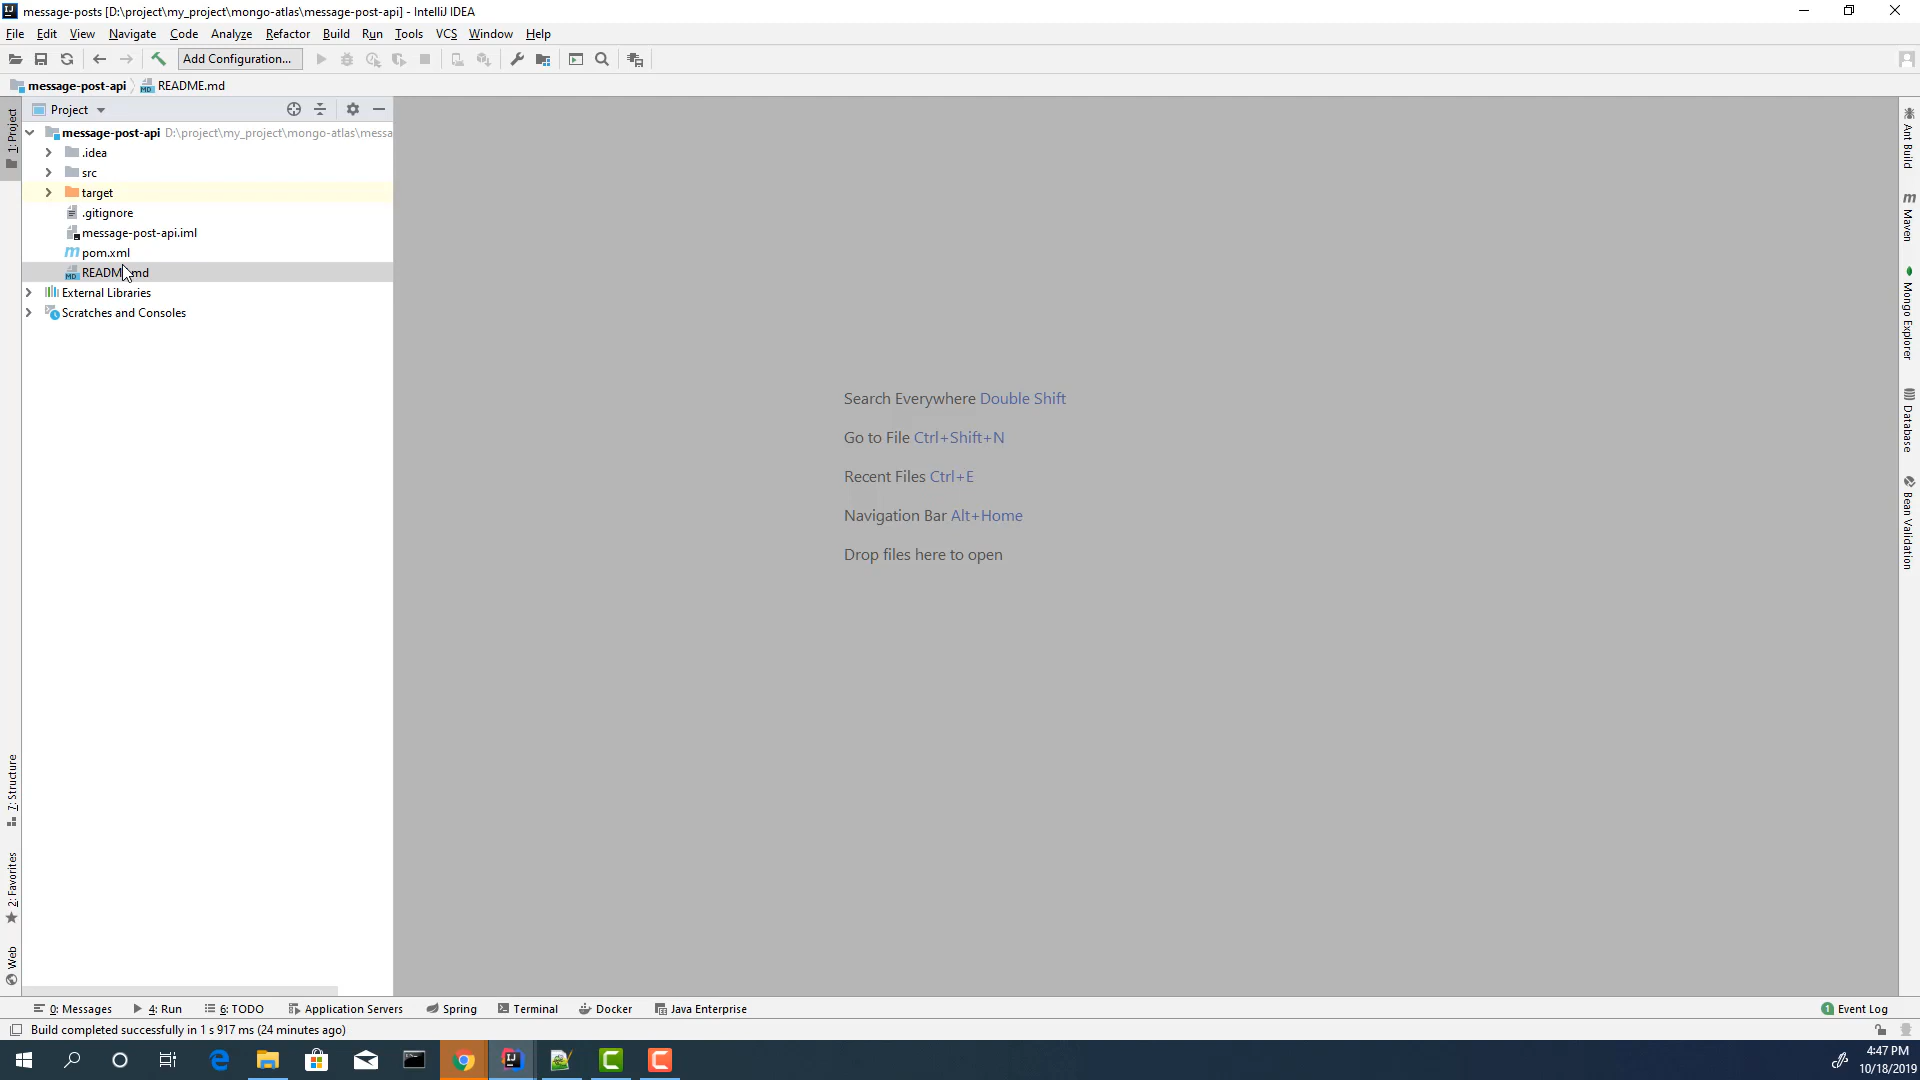 message-posts [D:\project\my_project\mongo-atlas\message-post-api] - IntelliJ IDEA
File Edit View Navigate Code Analyze Refactor Build Run Tools VCS Window Help
Add Configuration...
message-post-api README.md
Project
message-post-api D:\project\my_project\mongo-atlas\messa
.idea
src
target
.gitignore
message-post-api.iml
pom.xml
External Libraries
Scratches and Consoles
1: Project
7: Structure
2: Favorites
Web
Search Everywhere Double Shift
Go to File Ctrl+Shift+N
Recent Files Ctrl+E
Navigation Bar Alt+Home
Drop files here to open
Ant Build
Maven
Mongo Explorer
Database
Bean Validation
0: Messages 4: Run 6: TODO Application Servers Spring Terminal Docker Java Enterprise 1 Event Log
Build completed successfully in 1 s 917 ms (24 minutes ago)
4:47 PM
10/18/2019